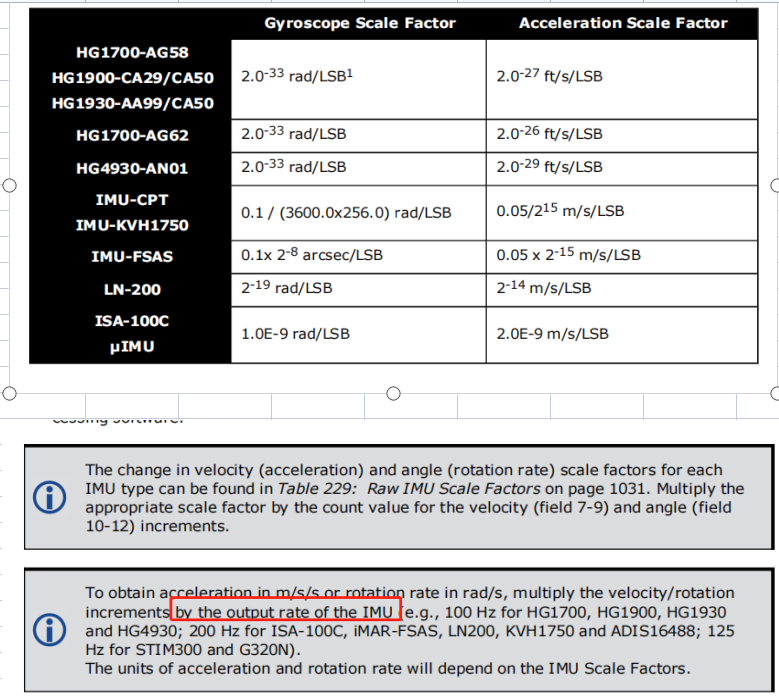 Gyroscope Scale Factor Acceleration Scale Factor
HG1700-AG58
HG1900-CA29/CA50
HG1930-AA99/CA50
2.0-33 rad/LSB1 2.0-27 ft/s/LSB
HG1700-AG62 2.0-33 rad/LSB 2.0-26 ft/s/LSB
HG4930-AN01 2.0-33 rad/LSB 2.0-29 ft/s/LSB
IMU-CPT
IMU-KVH1750
0.1 / (3600.0x256.0) rad/LSB 0.05/215 m/s/LSB
IMU-FSAS 0.1x 2-8 arcsec/LSB 0.05 x 2-15 m/s/LSB
LN-200 2-19 rad/LSB 2-14 m/s/LSB
ISA-100C
µIMU
1.0E-9 rad/LSB 2.0E-9 m/s/LSB
The change in velocity (acceleration) and angle (rotation rate) scale factors for each
IMU type can be found in Table 229: Raw IMU Scale Factors on page 1031. Multiply the
appropriate scale factor by the count value for the velocity (field 7-9) and angle (field
10-12) increments.
To obtain acceleration in m/s/s or rotation rate in rad/s, multiply the velocity/rotation
increments by the output rate of the IMU (e.g., 100 Hz for HG1700, HG1900, HG1930
and HG4930; 200 Hz for ISA-100C, iMAR-FSAS, LN200, KVH1750 and ADIS16488; 125
Hz for STIM300 and G320N).
The units of acceleration and rotation rate will depend on the IMU Scale Factors.